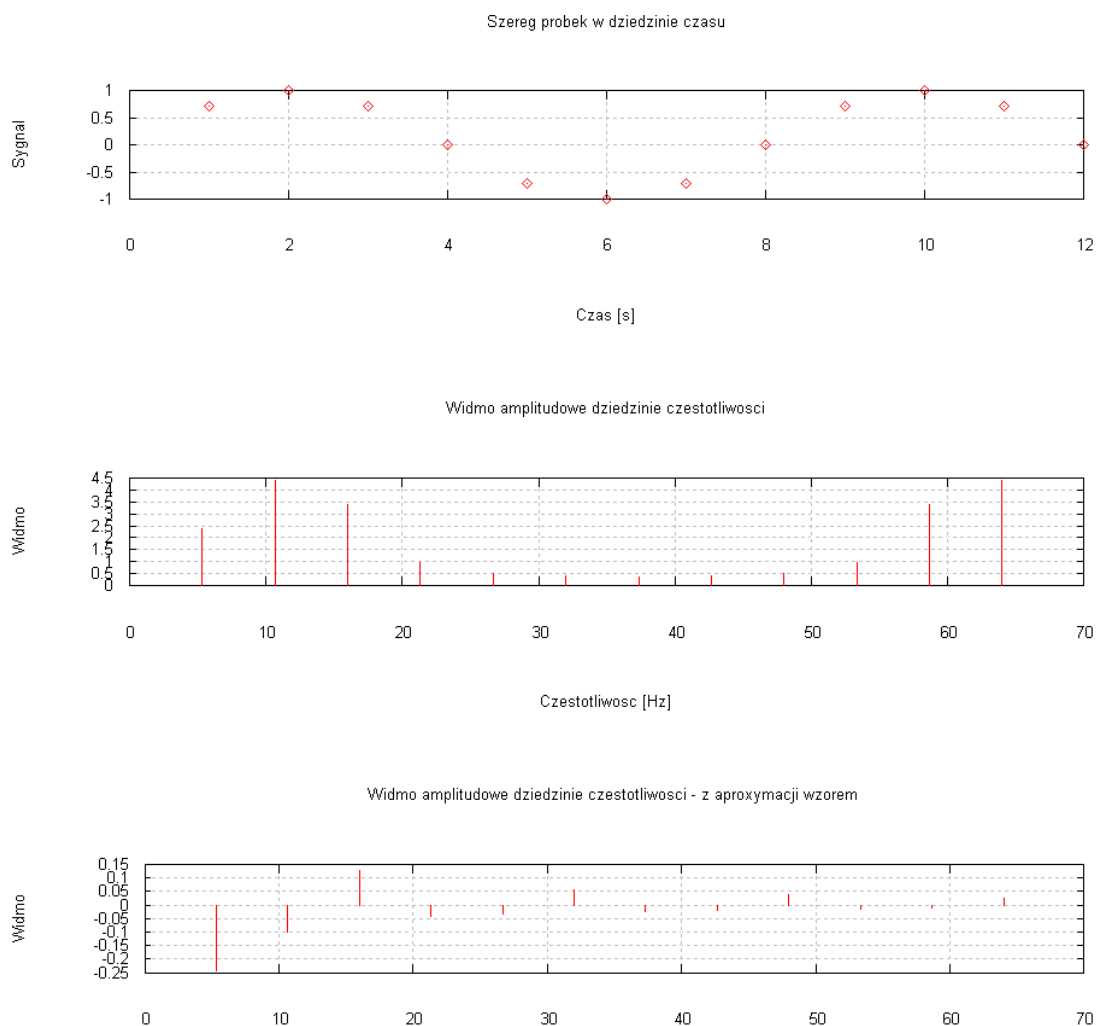 Szereg probek w dziedzinie czasu
1
0.5
0
-0.5
-1
Sygnal
0 2 4 6 8 10 12
Czas [s]
Widmo amplitudowe dziedzinie czestotliwosci
4.5
4
3.5
3
2.5
2
1.5
1
0.5
0
Widmo
0 10 20 30 40 50 60 70
Czestotliwosc [Hz]
Widmo amplitudowe dziedzinie czestotliwosci - z aproxymacji wzorem
0.15
0.1
0.05
0
-0.05
-0.1
-0.15
-0.2
-0.25
Widmo
0 10 20 30 40 50 60 70